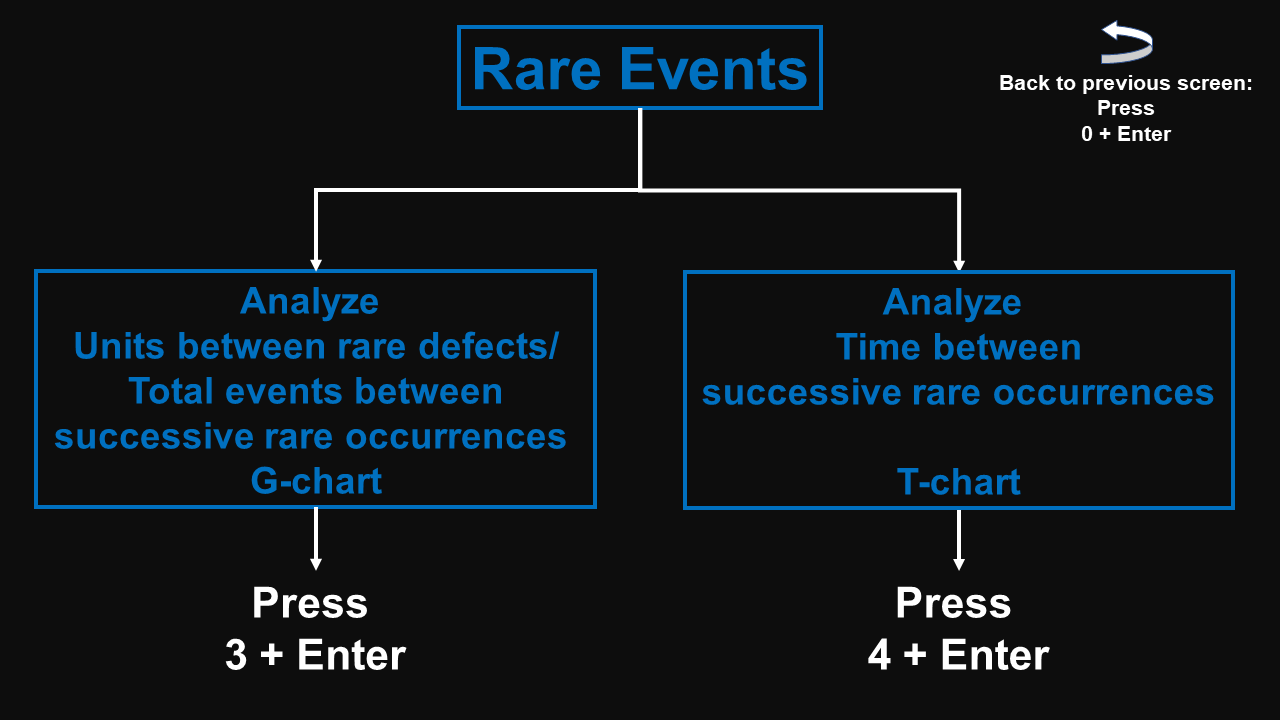 Rare Events
Back to previous screen:
Press
0 + Enter
Analyze
Units between rare defects/
Total events between
successive rare occurrences
G-chart
Analyze
Time between
successive rare occurrences
T-chart
Press
3 + Enter
Press
4 + Enter